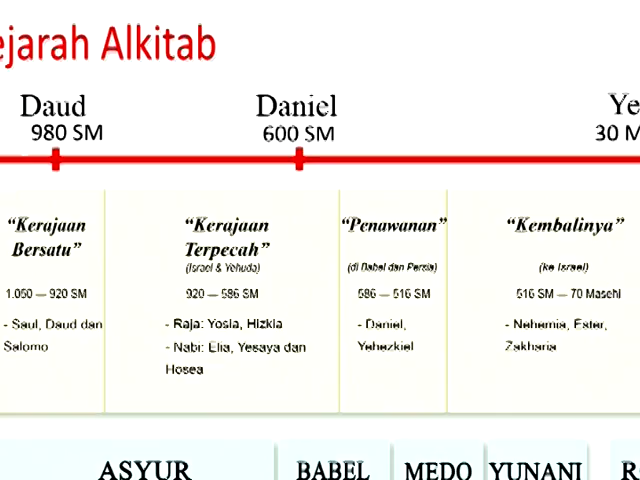 ejarah Alkitab
Daud
980 SM
Daniel
600 SM
Ye
30 M
“Kerajaan
Bersatu”
1.050 — 920 SM
- Saul, Daud dan
Salomo
“Kerajaan
Terpecah”
(Israel & Yehuda)
920 — 586 SM
- Raja: Yosia, Hizkia
- Nabi: Elia, Yesaya dan
Hosea
“Penawanan”
(di Babel dan Persia)
586 — 516 SM
- Daniel,
Yehezkiel
“Kembalinya”
(ke Israel)
516 SM — 70 Masehi
- Nehemia, Ester,
Zakharia
ASYUR
BABEL
MEDO
YUNANI
R